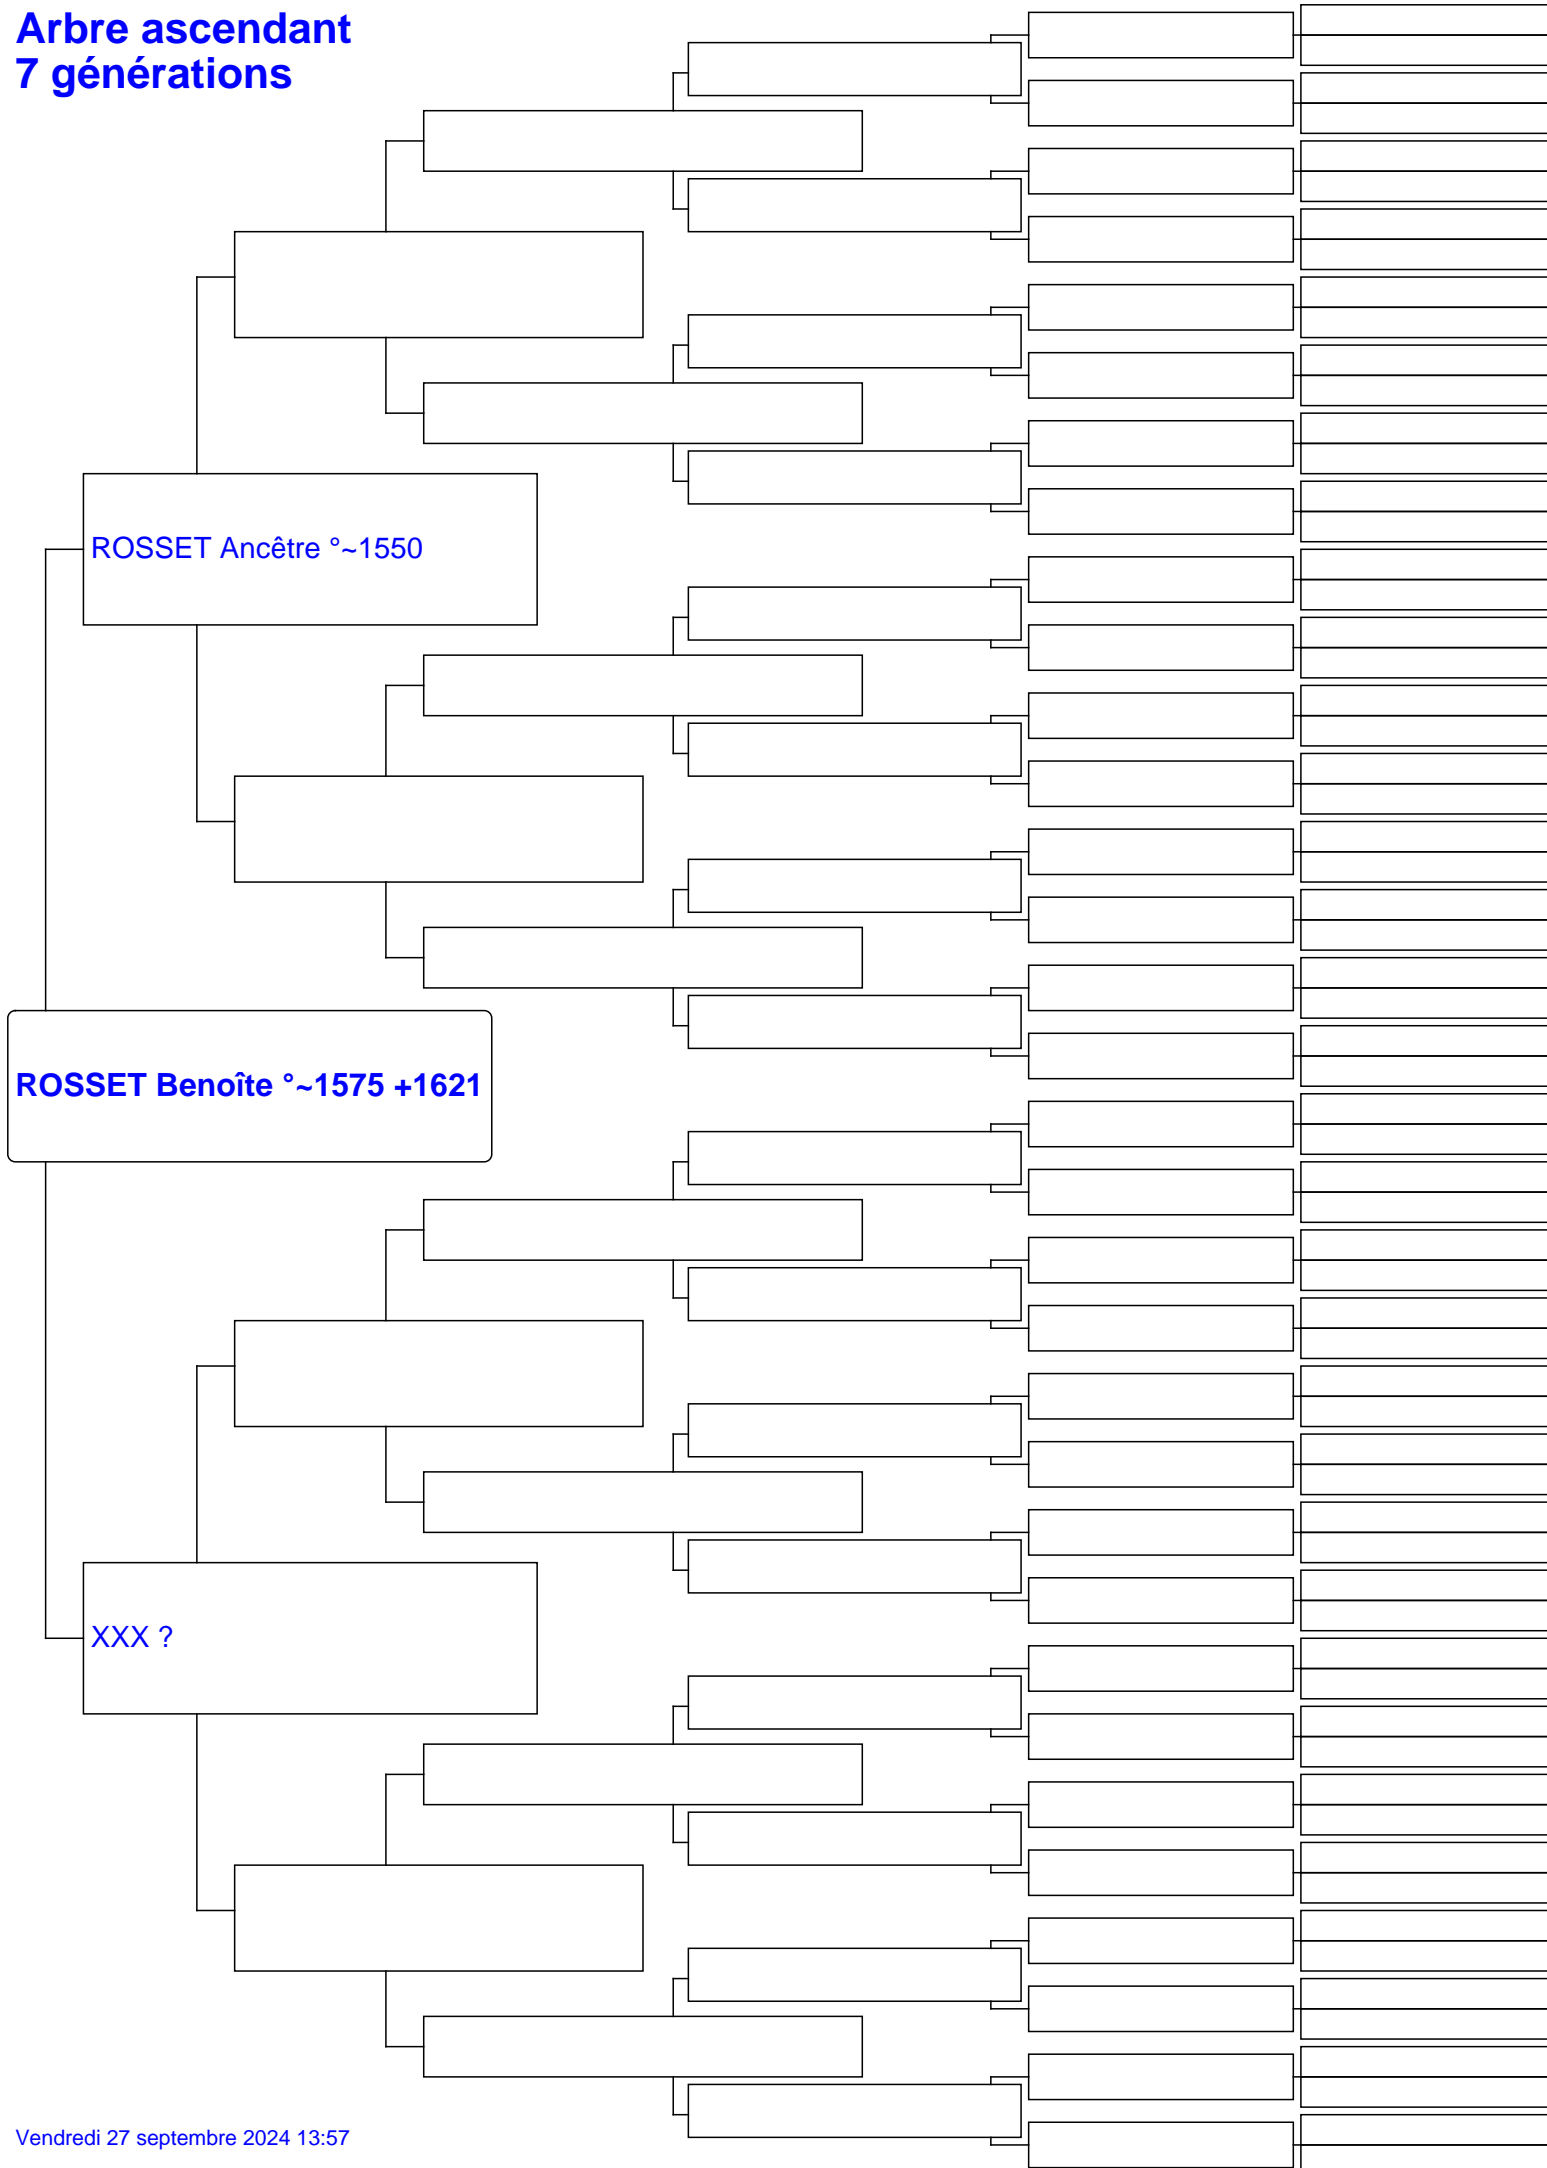 Arbre ascendant
7 générations
ROSSET Ancêtre °~1550
ROSSET Benoîte °~1575 +1621
XXX ?
Vendredi 27 septembre 2024 13:57